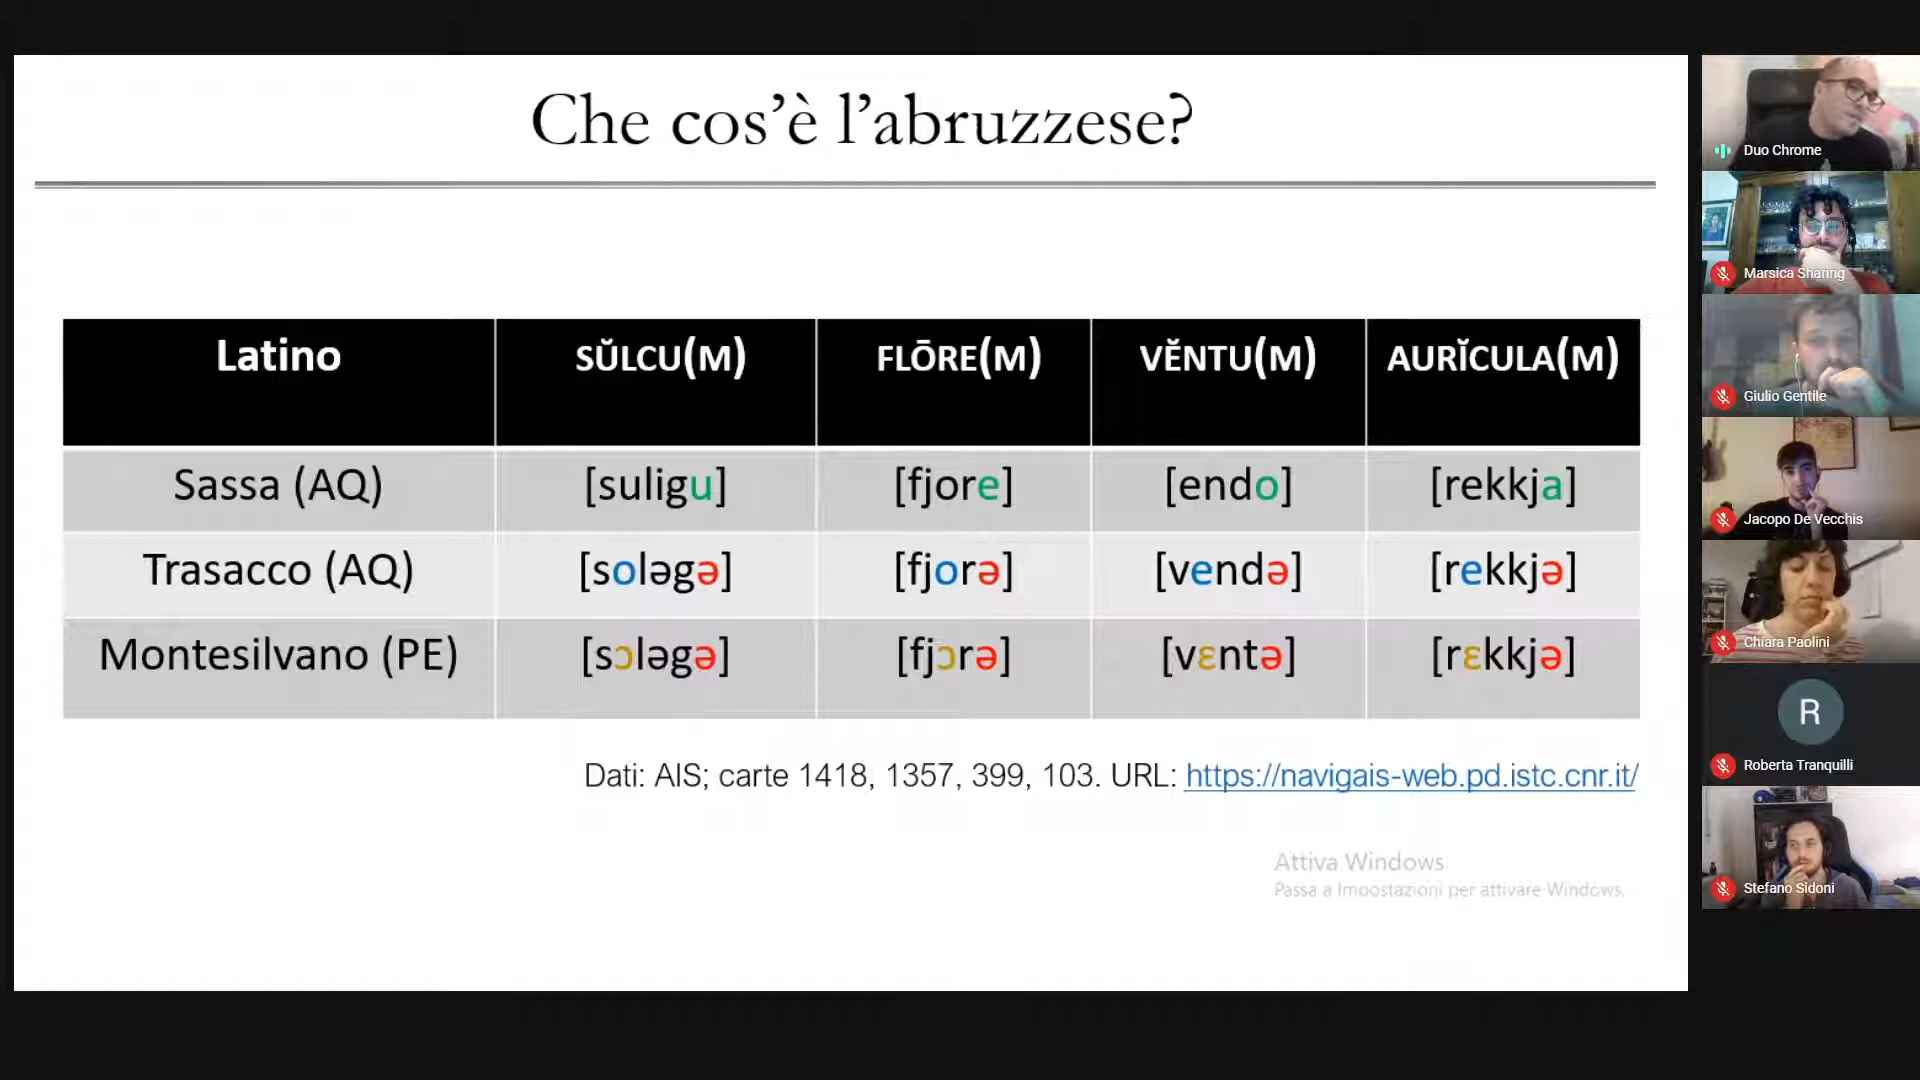 Che cos’è l’abruzzese?
Latino SŬLCU(M) FLŌRE(M) VĔNTU(M) AURĬCULA(M)
Sassa (AQ) [suligu] [fjore] [endo] [rekkja]
Trasacco (AQ) [soləgə] [fjorə] [vendə] [rekkjə]
Montesilvano (PE) [sɔləgə] [fjɔrə] [vɛntə] [rɛkkjə]
Dati: AIS; carte 1418, 1357, 399, 103. URL: https://navigais-web.pd.istc.cnr.it/
Attiva Windows
Passa a Impostazioni per attivare Windows.
Duo Chrome
Marsica Sharing
Giulio Gentile
Jacopo De Vecchis
Chiara Paolini
R
Roberta Tranquilli
Stefano Sidoni